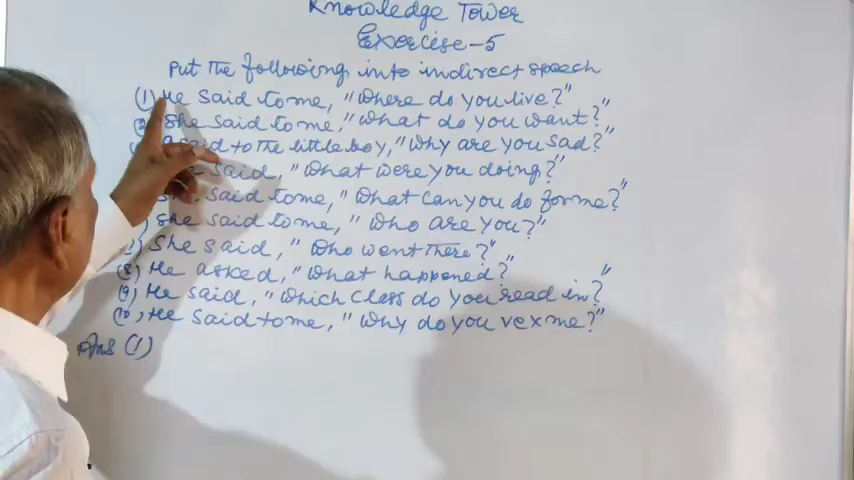 Knowledge Tower
Exercise-5
Put the following into indirect speech
(1) He said to me, "Where do you live?"
She said to me, "What do you want?"
said to the little boy, "Why are you sad?"
said, "What were you doing?"
She said to me, "What can you do for me?"
She said to me, "Who are you?"
She said, "Who went there?"
(8) He asked, "What happened?"
(9) He said, "Which class do you read in?"
(10) He said to me, "Why do you vex me?"
Ans (1)